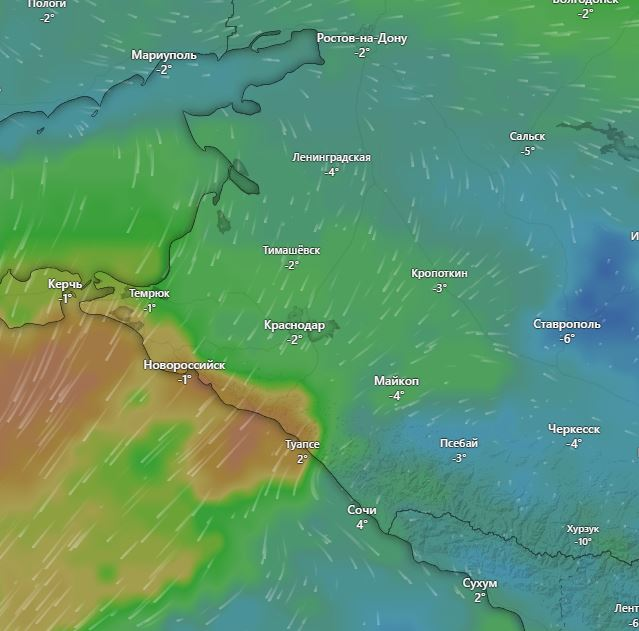 Пологи
-2°
Волгодонск
-2°
Ростов-на-Дону
-2°
Мариуполь
-2°
Сальск
-5°
Ленинградская
-4°
Тимашёвск
-2°
Кропоткин
-3°
Керчь
-1°
Темрюк
-1°
Краснодар
-2°
Ставрополь
-6°
Новороссийск
-1°
Майкоп
-4°
Туапсе
2°
Псебай
-3°
Черкесск
-4°
Сочи
4°
Хурзук
-10°
Сухум
2°
Лент
-6